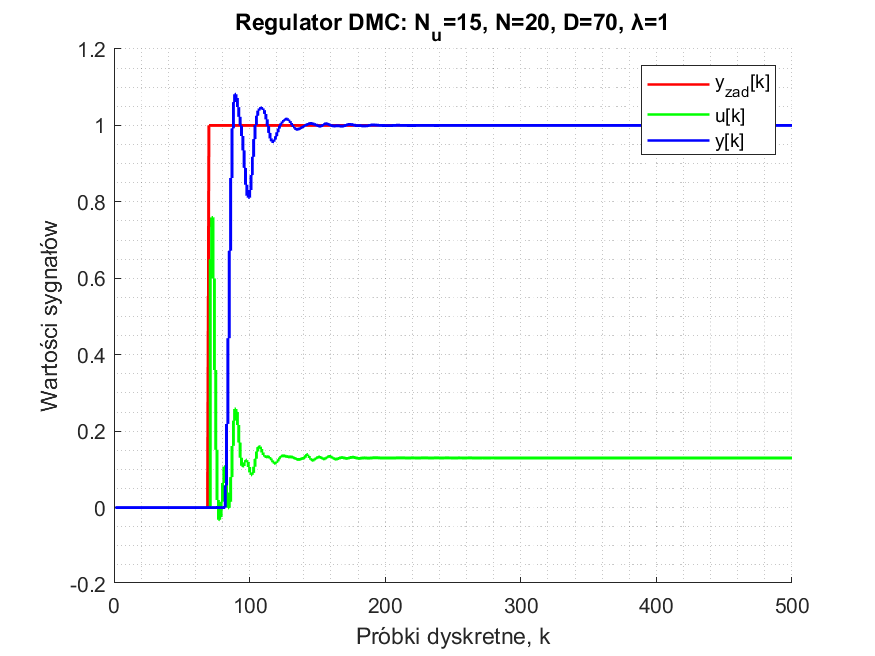 Regulator DMC: Nu=15, N=20, D=70, λ=1
yzad[k]
u[k]
y[k]
Wartości sygnałów
1.2
1
0.8
0.6
0.4
0.2
0
-0.2
0 100 200 300 400 500
Próbki dyskretne, k